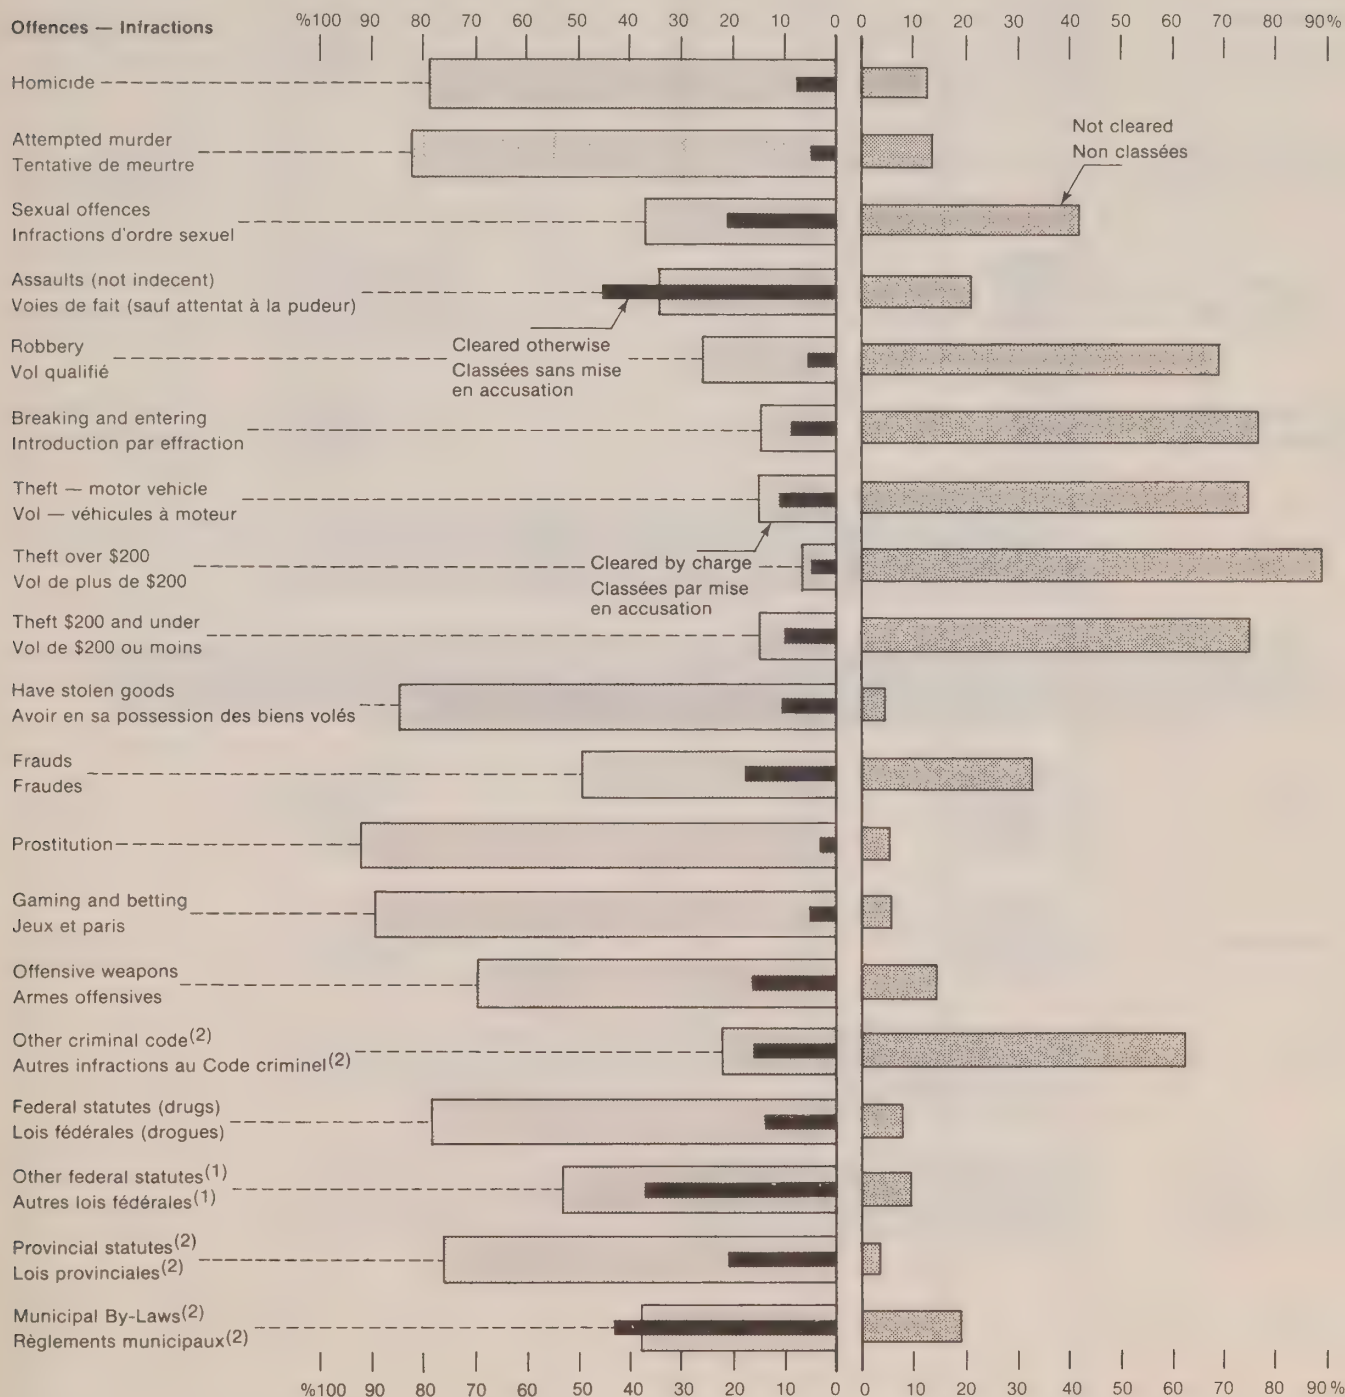 Offences — Infractions
%100 90 80 70 60 50 40 30 20 10 0
0 10 20 30 40 50 60 70 80 90%
Homicide
Attempted murder
Tentative de meurtre
Not cleared
Non classées
Sexual offences
Infractions d'ordre sexuel
Assaults (not indecent)
Voies de fait (sauf attentat à la pudeur)
Cleared otherwise
Classées sans mise
en accusation
Robbery
Vol qualifié
Breaking and entering
Introduction par effraction
Theft — motor vehicle
Vol — véhicules à moteur
Cleared by charge
Classées par mise
en accusation
Theft over $200
Vol de plus de $200
Theft $200 and under
Vol de $200 ou moins
Have stolen goods
Avoir en sa possession des biens volés
Frauds
Fraudes
Prostitution
Gaming and betting
Jeux et paris
Offensive weapons
Armes offensives
Other criminal code(2)
Autres infractions au Code criminel(2)
Federal statutes (drugs)
Lois fédérales (drogues)
Other federal statutes(1)
Autres lois fédérales(1)
Provincial statutes(2)
Lois provinciales(2)
Municipal By-Laws(2)
Règlements municipaux(2)
%100 90 80 70 60 50 40 30 20 10 0
0 10 20 30 40 50 60 70 80 90%